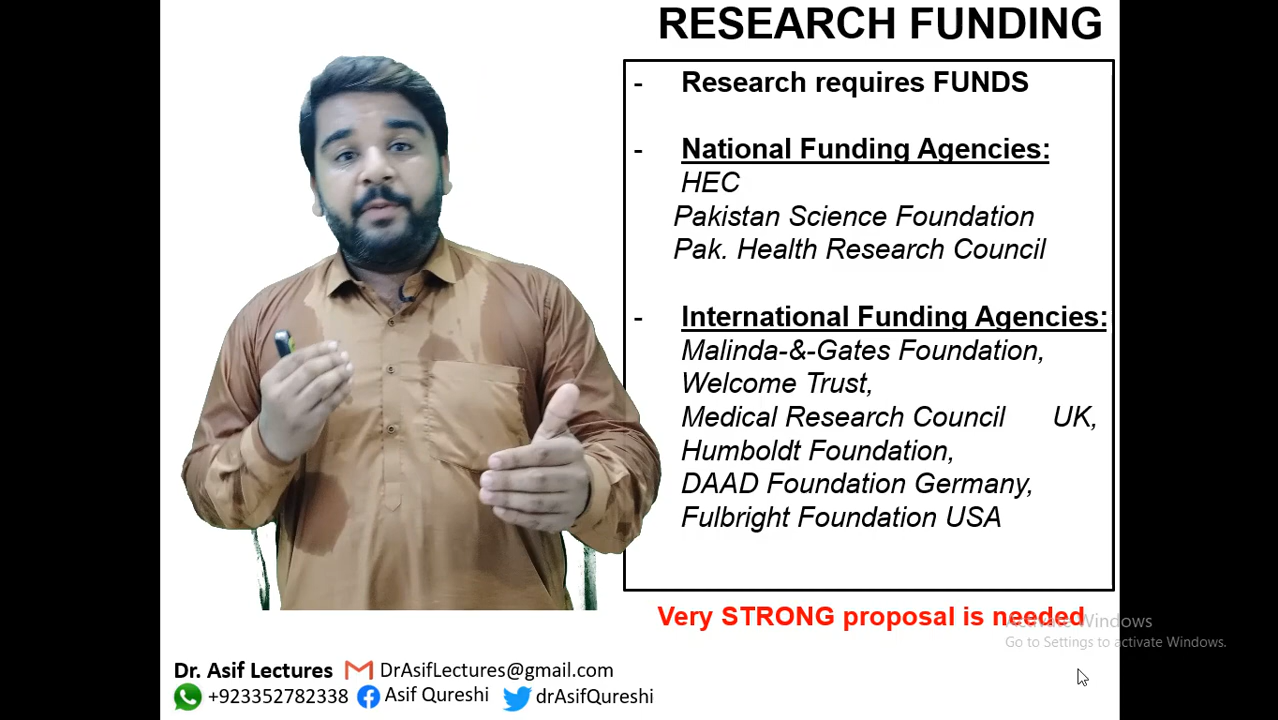 RESEARCH FUNDING
- Research requires FUNDS
- National Funding Agencies:
HEC
Pakistan Science Foundation
Pak. Health Research Council
- International Funding Agencies:
Malinda-&-Gates Foundation,
Welcome Trust,
Medical Research Council UK,
Humboldt Foundation,
DAAD Foundation Germany,
Fulbright Foundation USA
Very STRONG proposal is needed
Activate Windows
Go to Settings to activate Windows.
Dr. Asif Lectures DrAsifLectures@gmail.com
+923352782338 Asif Qureshi drAsifQureshi